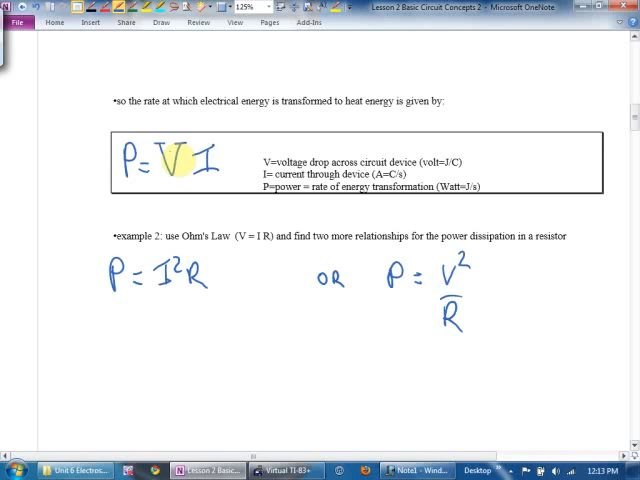 Lesson 2 Basic Circuit Concepts 2 - Microsoft OneNote
125%
File Home Insert Share Draw Review View Add-Ins
•so the rate at which electrical energy is transformed to heat energy is given by:
P = V I
V=voltage drop across circuit device (volt=J/C)
I= current through device (A=C/s)
P=power = rate of energy transformation (Watt=J/s)
•example 2: use Ohm's Law (V = I R) and find two more relationships for the power dissipation in a resistor
P = I²R OR P = V²/R
Unit 6 Electros... Lesson 2 Basic... Virtual TI-83+ Note1 - Wind... Desktop 12:13 PM